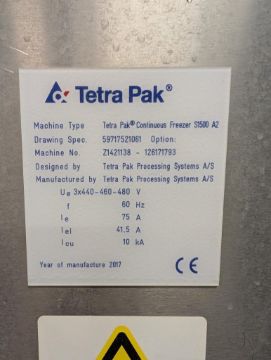 Tetra Pak®
Machine Type Tetra Pak® Continuous Freezer S1500 A2
Drawing Spec. 59717521061 Option:
Machine No. Z1421138 - 126171793
Designed by Tetra Pak Processing Systems A/S
Manufactured by Tetra Pak Processing Systems A/S
Ue 3x440-460-480 V
f 60 Hz
Ie 75 A
Iel 41.5 A
Icu 10 kA
Year of manufacture 2017 CE